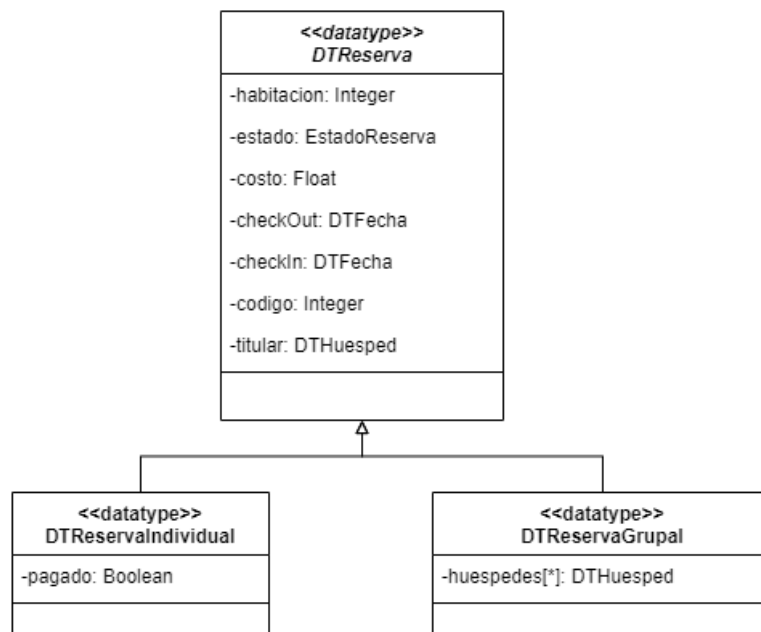 <<datatype>>
DTReserva
-habitacion: Integer
-estado: EstadoReserva
-costo: Float
-checkOut: DTFecha
-checkIn: DTFecha
-codigo: Integer
-titular: DTHuesped
<<datatype>>
DTReservaIndividual
-pagado: Boolean
<<datatype>>
DTReservaGrupal
-huespedes[*]: DTHuesped